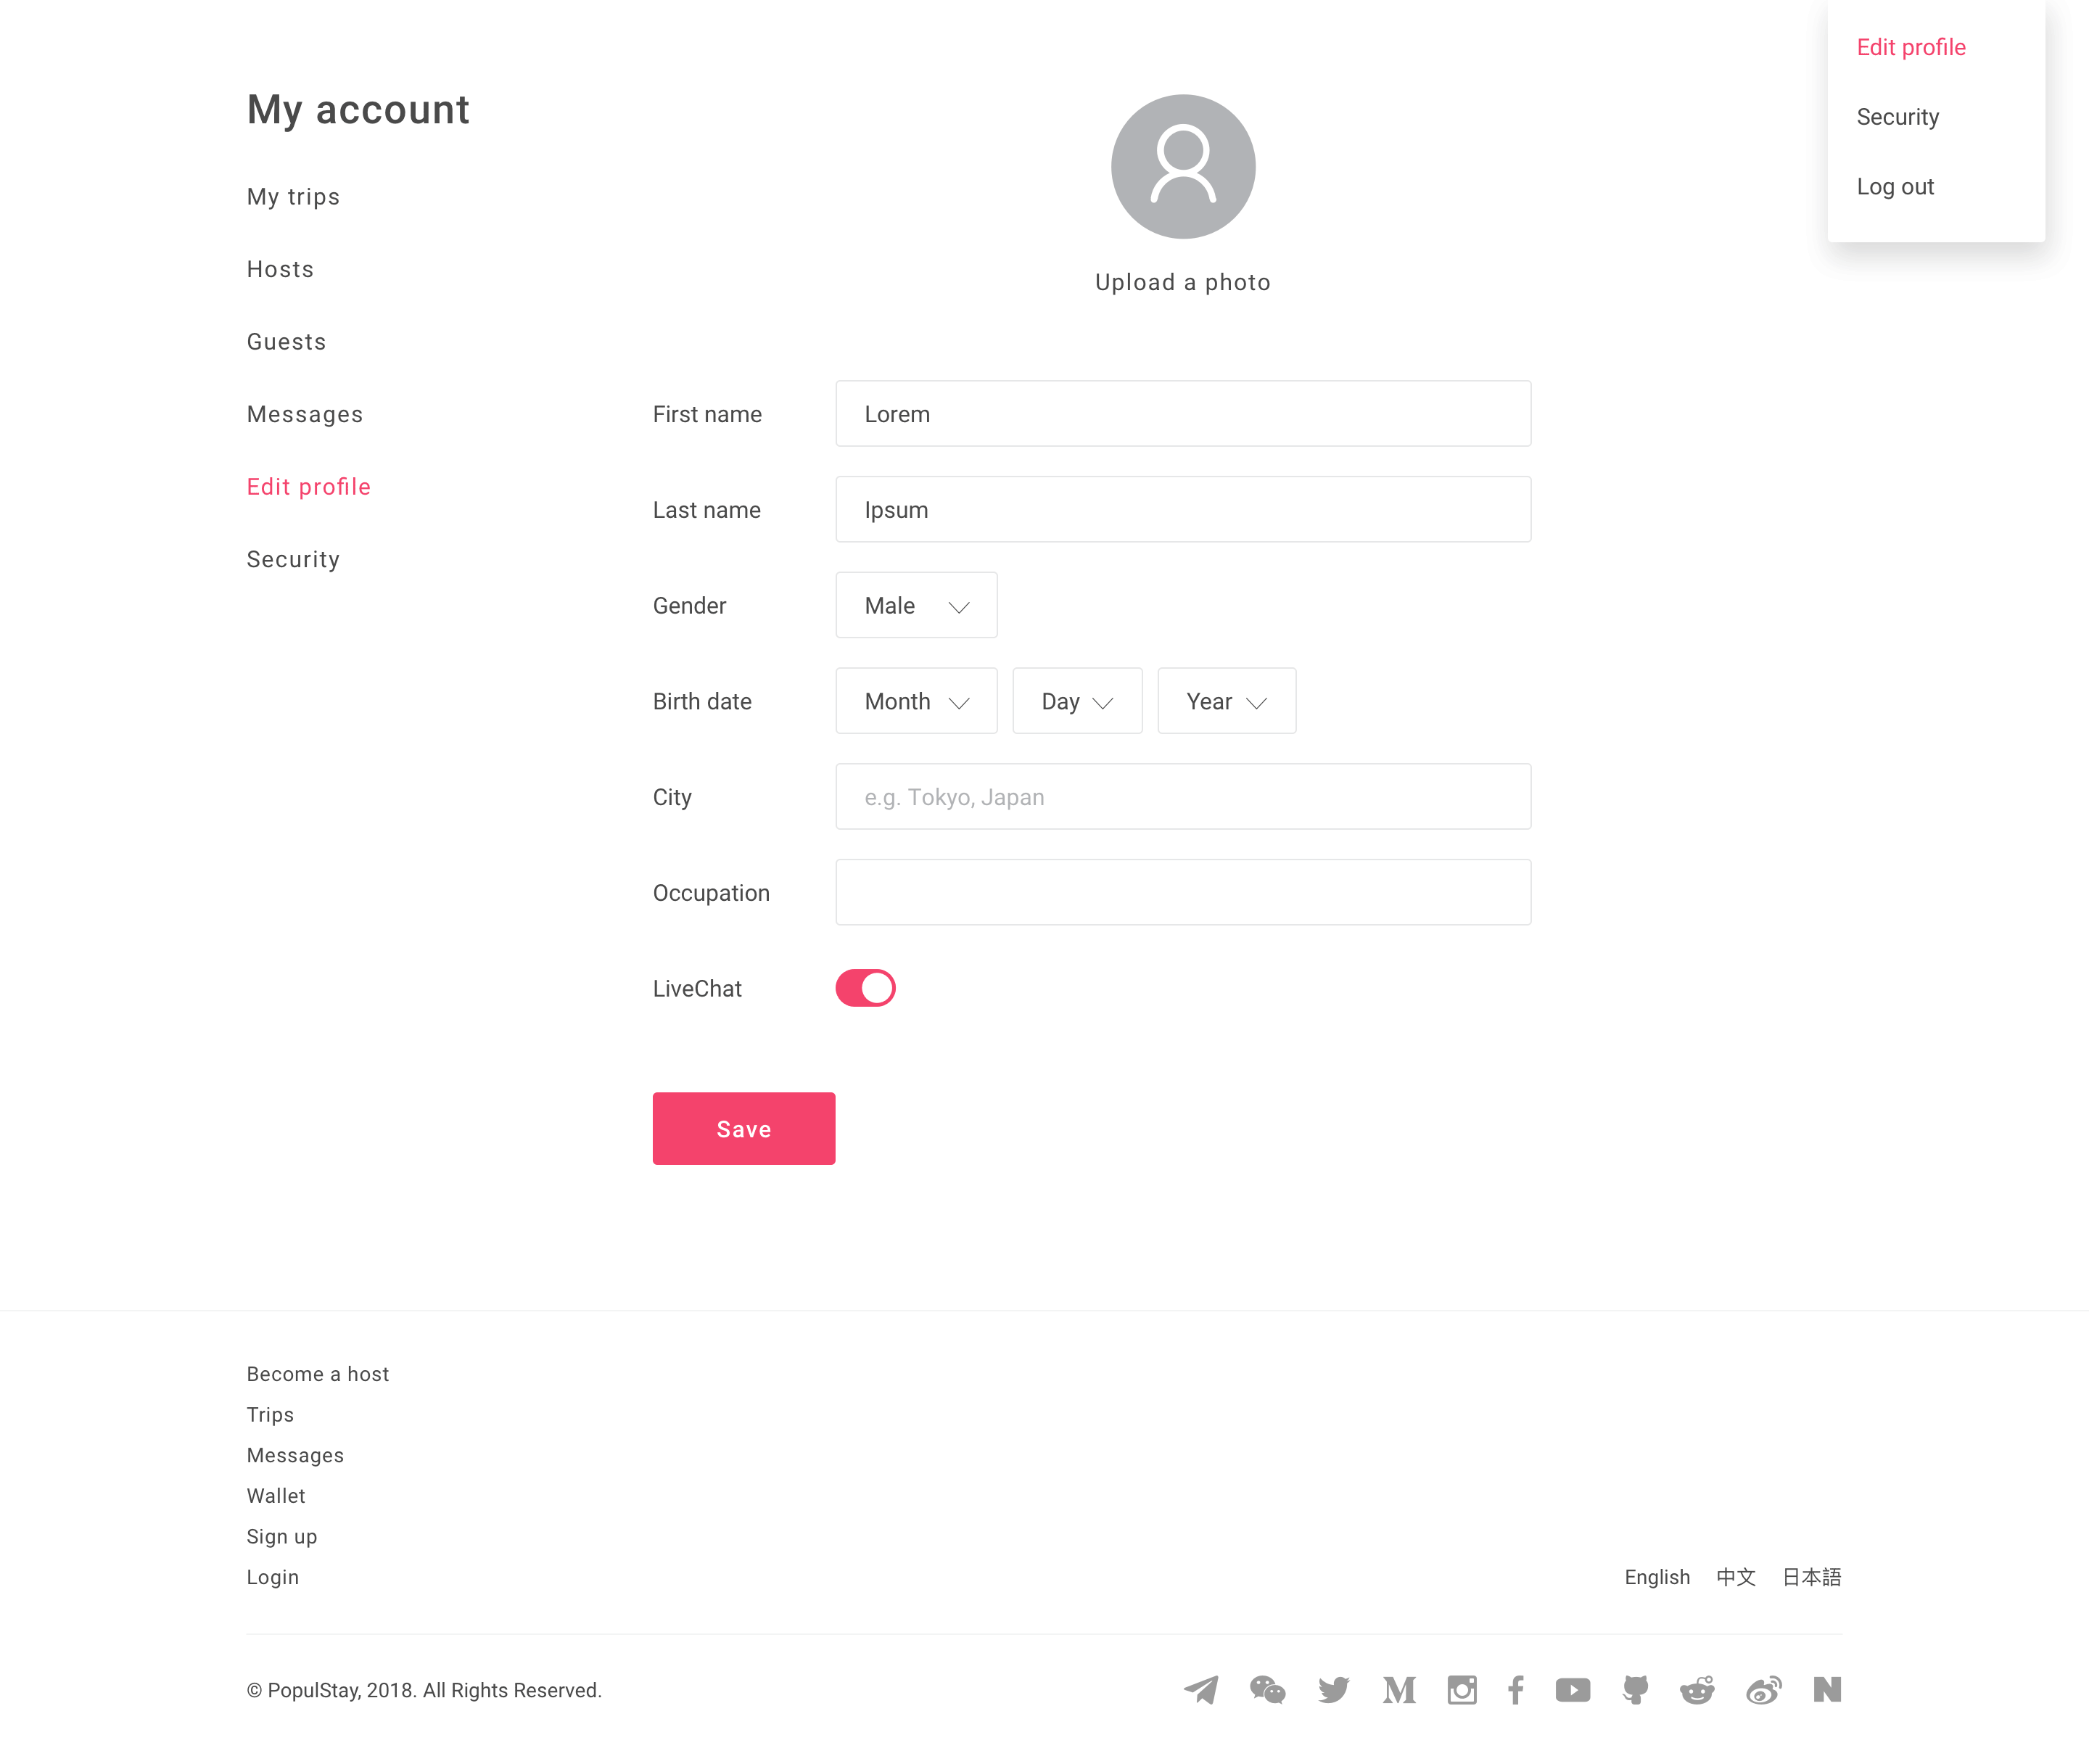 Edit profile
Security
Log out
My account
My trips
Hosts
Guests
Messages
Edit profile
Security
Upload a photo
First name
Lorem
Last name
Ipsum
Gender
Male
Birth date
Month
Day
Year
City
e.g. Tokyo, Japan
Occupation
LiveChat
Save
Become a host
Trips
Messages
Wallet
Sign up
Login
English 中文 日本語
© PopulStay, 2018. All Rights Reserved.